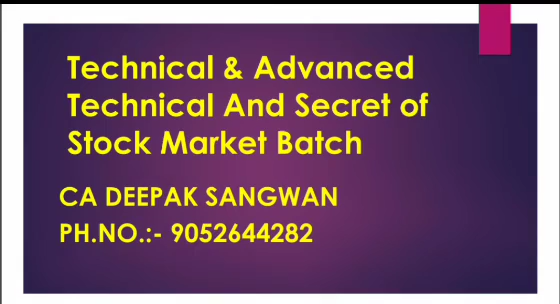 Technical & Advanced
Technical And Secret of
Stock Market Batch
CA DEEPAK SANGWAN
PH.NO.:- 9052644282